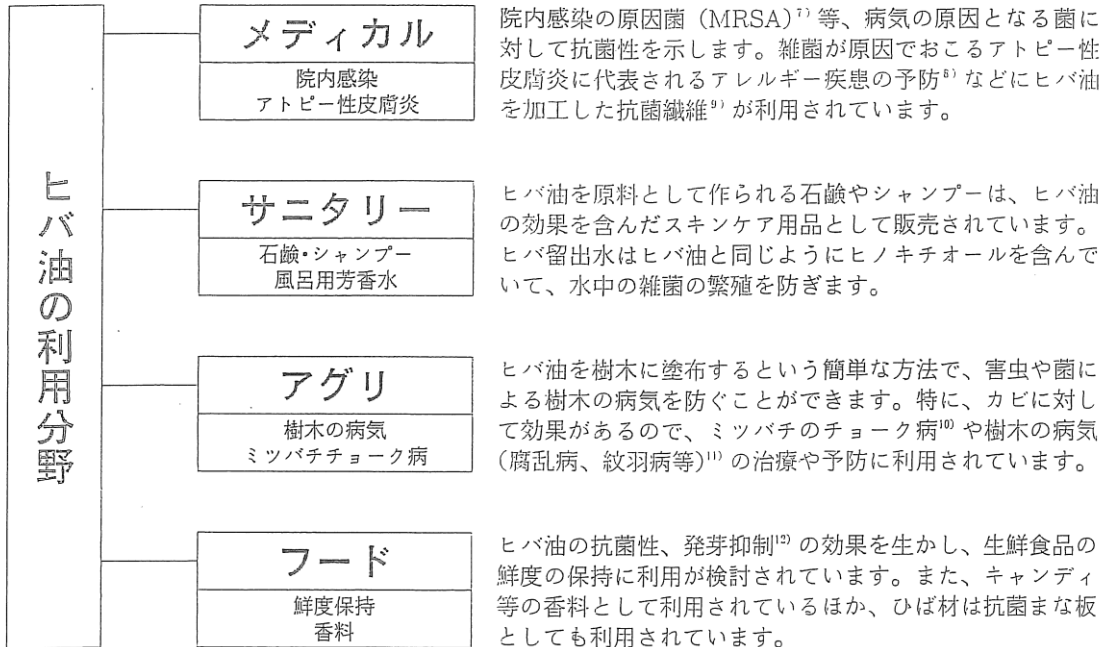 ヒバ油の利用分野
メディカル
院内感染
アトピー性皮膚炎
院内感染の原因菌（MRSA）⁷⁾等、病気の原因となる菌に
対して抗菌性を示します。雑菌が原因でおこるアトピー性
皮膚炎に代表されるアレルギー疾患の予防⁸⁾などにヒバ油
を加工した抗菌繊維⁹⁾が利用されています。
サニタリー
石鹸・シャンプー
風呂用芳香水
ヒバ油を原料として作られる石鹸やシャンプーは、ヒバ油
の効果を含んだスキンケア用品として販売されています。
ヒバ留出水はヒバ油と同じようにヒノキチオールを含んで
いて、水中の雑菌の繁殖を防ぎます。
アグリ
樹木の病気
ミツバチチョーク病
ヒバ油を樹木に塗布するという簡単な方法で、害虫や菌に
よる樹木の病気を防ぐことができます。特に、カビに対し
て効果があるので、ミツバチのチョーク病¹⁰⁾や樹木の病気
(腐乱病、紋羽病等)¹¹⁾の治療や予防に利用されています。
フード
鮮度保持
香料
ヒバ油の抗菌性、発芽抑制¹²⁾の効果を生かし、生鮮食品の
鮮度の保持に利用が検討されています。また、キャンディ
等の香料として利用されているほか、ひば材は抗菌まな板
としても利用されています。